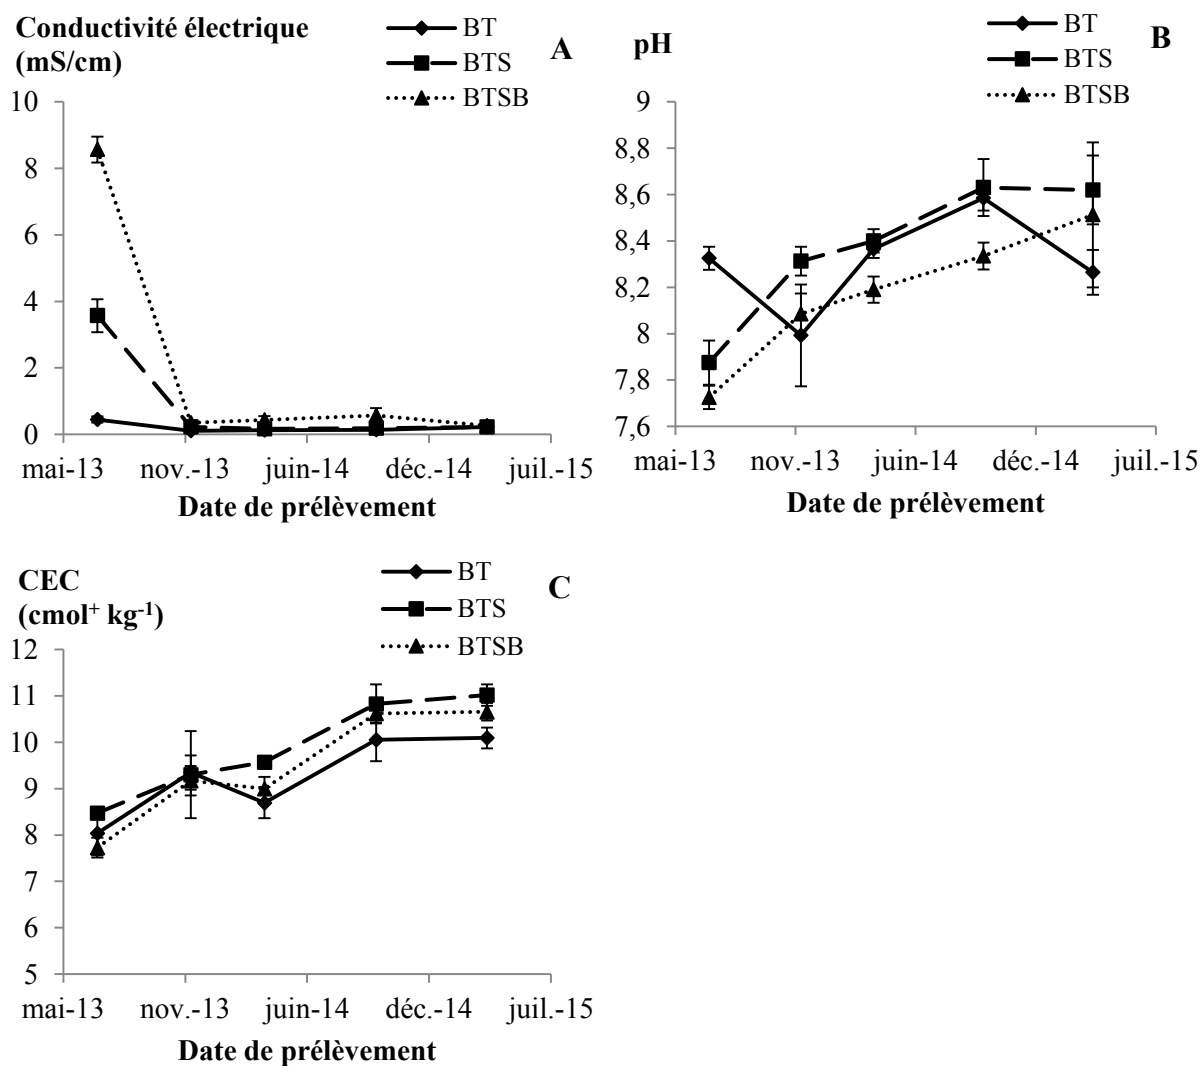 Conductivité électrique
(mS/cm)
BT
BTS
BTSB
A
10
8
6
4
2
0
mai-13 nov.-13 juin-14 déc.-14 juil.-15
Date de prélèvement
pH
BT
BTS
BTSB
B
9
8,8
8,6
8,4
8,2
8
7,8
7,6
mai-13 nov.-13 juin-14 déc.-14 juil.-15
Date de prélèvement
CEC
(cmol⁺ kg⁻¹)
BT
BTS
BTSB
C
12
11
10
9
8
7
6
5
mai-13 nov.-13 juin-14 déc.-14 juil.-15
Date de prélèvement